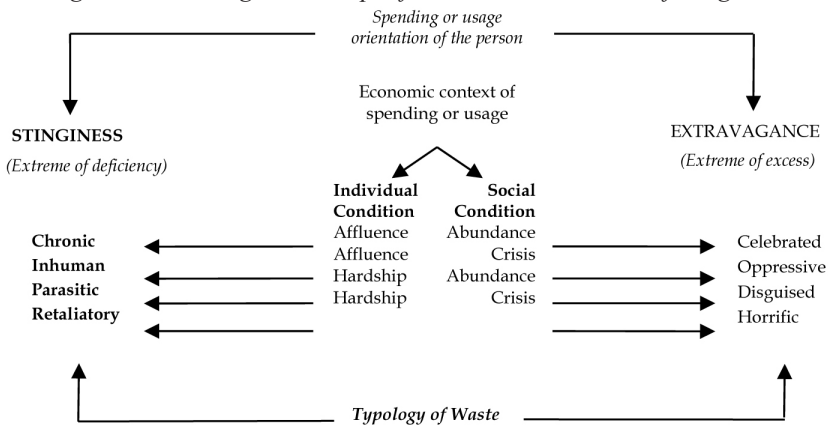 Spending or usage
orientation of the person
Economic context of
spending or usage
STINGINESS
(Extreme of deficiency)
EXTRAVAGANCE
(Extreme of excess)
Individual Social
Condition Condition
Affluence Abundance
Affluence Crisis
Hardship Abundance
Hardship Crisis
Chronic
Inhuman
Parasitic
Retaliatory
Celebrated
Oppressive
Disguised
Horrific
Typology of Waste